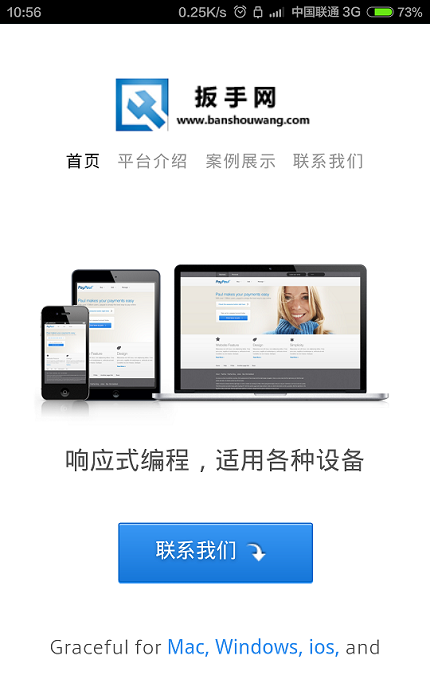 10:56 0.25K/s 中国联通 3G 73%
扳手网
www.banshouwang.com
首页 平台介绍 案例展示 联系我们
响应式编程，适用各种设备
联系我们
Graceful for Mac, Windows, ios, and